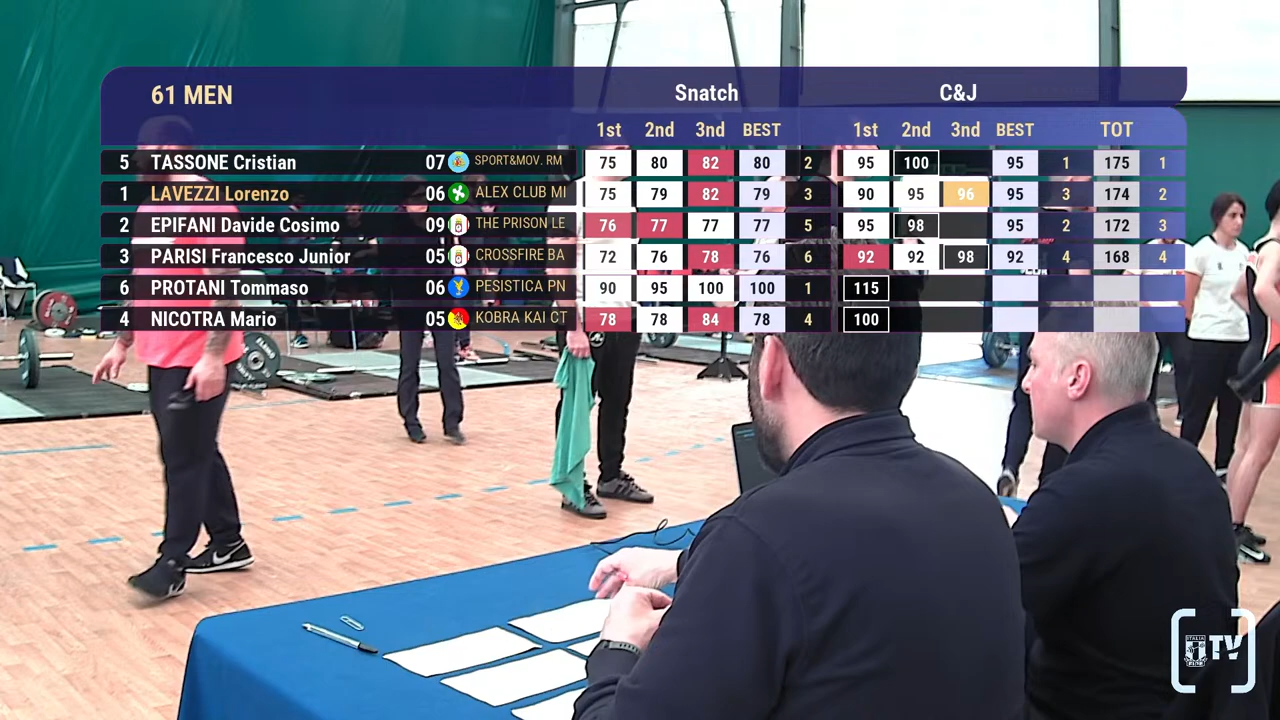 61 MEN Snatch C&J
1st 2nd 3rd BEST 1st 2nd 3rd BEST TOT
5 TASSONE Cristian 07 SPORT&MOV. RM 75 80 82 80 2 95 100 95 1 175 1
1 LAVEZZI Lorenzo 06 ALEX CLUB MI 75 79 82 79 3 90 95 96 95 3 174 2
2 EPIFANI Davide Cosimo 09 THE PRISON LE 76 77 77 77 5 95 98 95 2 172 3
3 PARISI Francesco Junior 05 CROSSFIRE BA 72 76 78 76 6 92 92 98 92 4 168 4
6 PROTANI Tommaso 06 PESISTICA PN 90 95 100 100 1 115
4 NICOTRA Mario 05 KOBRA KAI CT 78 78 84 78 4 100
ITALIA TV